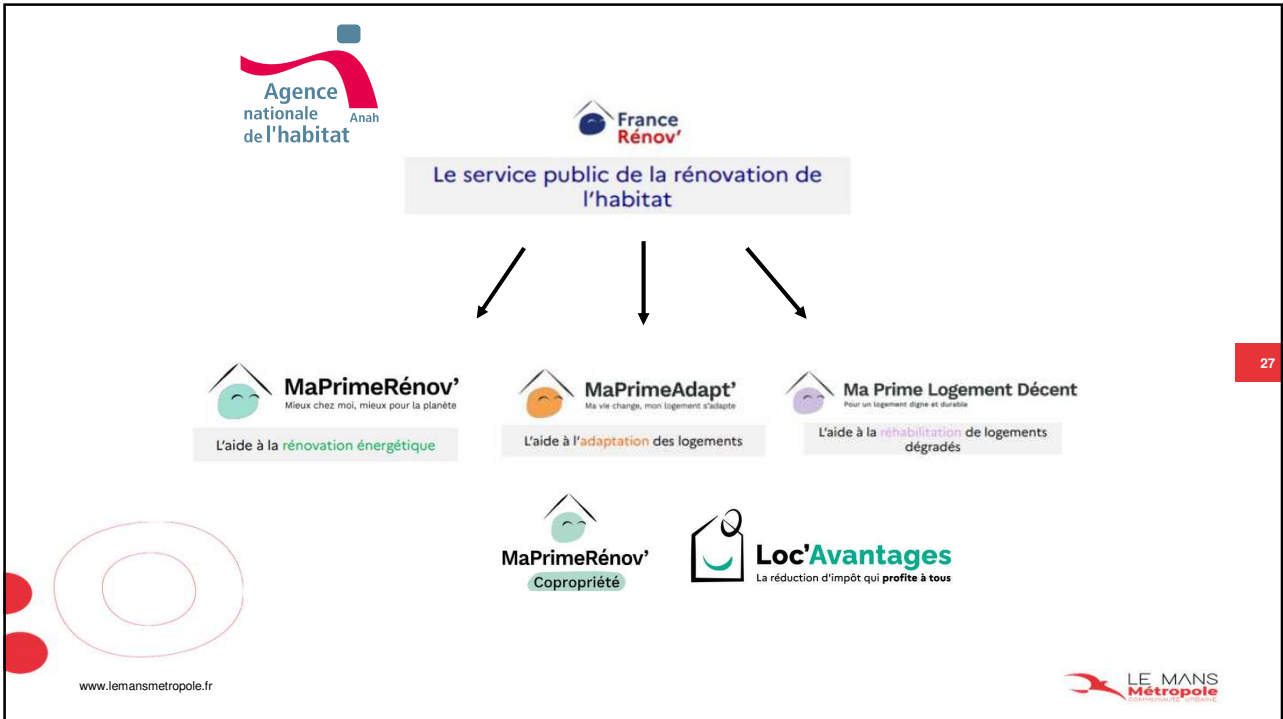 Agence
nationale
Anah
de l'habitat
France
Rénov'
Le service public de la rénovation de
l'habitat
27
MaPrimeRénov'
Mieux chez moi, mieux pour la planète
L'aide à la rénovation énergétique
MaPrimeAdapt'
Ma vie change, mon logement s'adapte
L'aide à l'adaptation des logements
Ma Prime Logement Décent
Pour un logement digne et durable
L'aide à la réhabilitation de logements
dégradés
MaPrimeRénov'
Copropriété
Loc'Avantages
La réduction d'impôt qui profite à tous
www.lemansmetropole.fr
LE MANS
Métropole
COMMUNAUTÉ URBAINE